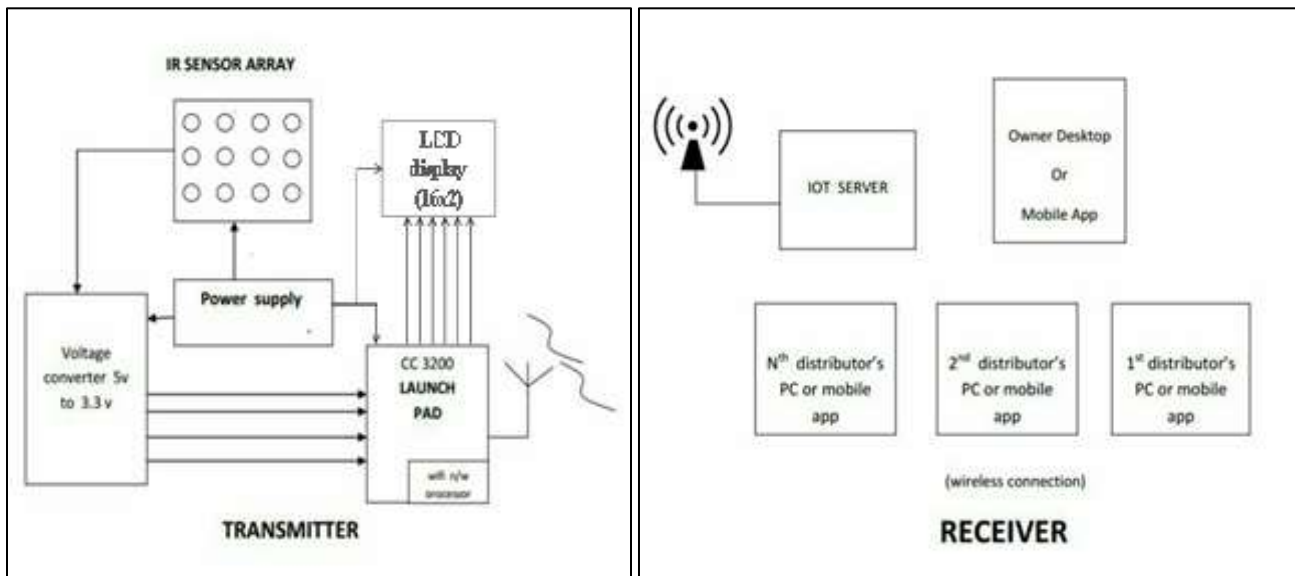 IR SENSOR ARRAY
LCD
display
(16x2)
Power supply
Voltage
converter 5v
to 3.3 v
CC 3200
LAUNCH
PAD
wifi n/w
processor
TRANSMITTER
IOT SERVER
Owner Desktop
Or
Mobile App
Nth distributor's
PC or mobile
app
2nd distributor's
PC or mobile
app
1st distributor's
PC or mobile
app
(wireless connection)
RECEIVER